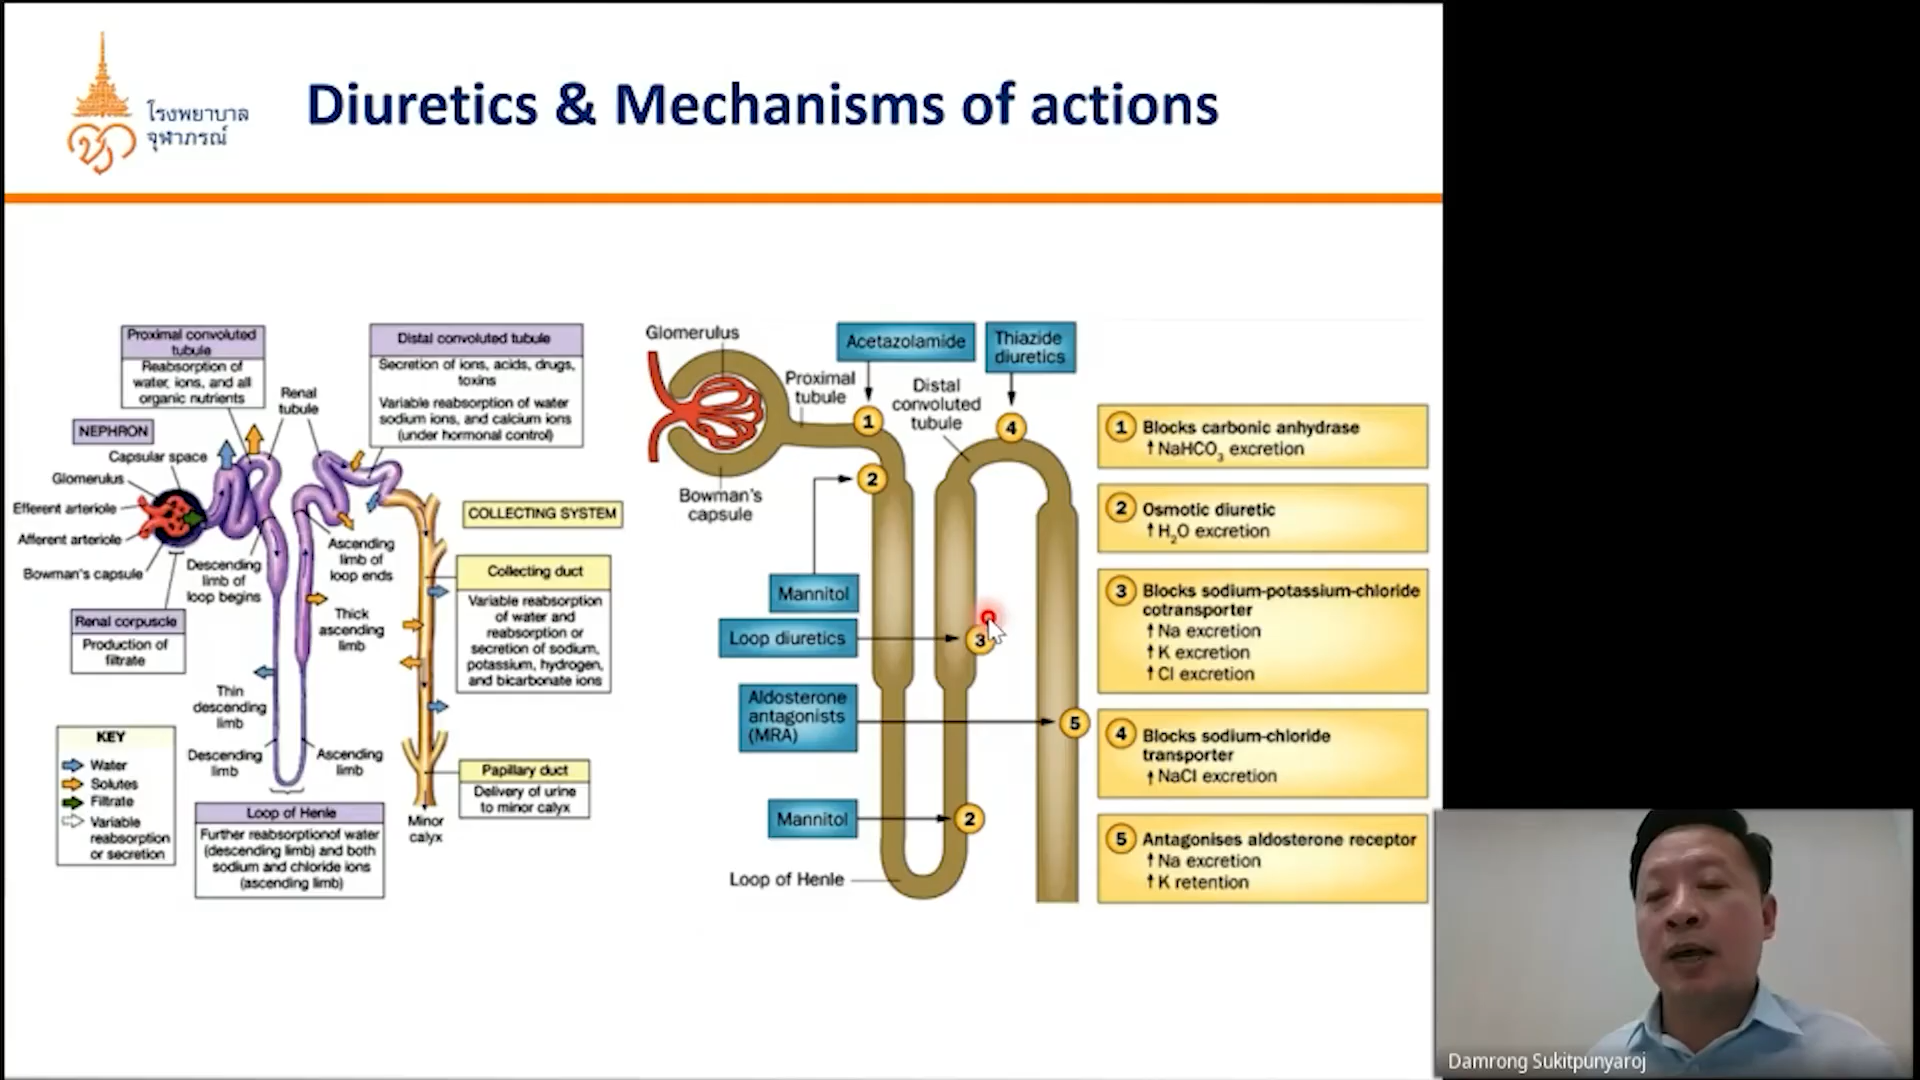 โรงพยาบาล
จุฬาภรณ์
Diuretics & Mechanisms of actions
Proximal convoluted
tubule
Reabsorption of
water, ions, and all
organic nutrients
Distal convoluted tubule
Secretion of ions, acids, drugs,
toxins
Variable reabsorption of water
sodium ions, and calcium ions
(under hormonal control)
Renal
tubule
NEPHRON
Capsular space
Glomerulus
Efferent arteriole
Afferent arteriole
Bowman's capsule
Descending
limb of
loop begins
Ascending
limb of
loop ends
COLLECTING SYSTEM
Collecting duct
Variable reabsorption
of water and
reabsorption or
secretion of sodium,
potassium, hydrogen,
and bicarbonate ions
Renal corpuscle
Production of
filtrate
Thick
ascending
limb
Thin
descending
limb
Descending
limb
Ascending
limb
KEY
Water
Solutes
Filtrate
Variable
reabsorption
or secretion
Papillary duct
Delivery of urine
to minor calyx
Minor
calyx
Loop of Henle
Further reabsorptionof water
(descending limb) and both
sodium and chloride ions
(ascending limb)
Glomerulus
Bowman's
capsule
Proximal
tubule
Acetazolamide
Distal
convoluted
tubule
Thiazide
diuretics
1
2
4
Mannitol
Loop diuretics
3
Aldosterone
antagonists
(MRA)
5
Mannitol
2
Loop of Henle
1 Blocks carbonic anhydrase
↑NaHCO₃ excretion
2 Osmotic diuretic
↑H₂O excretion
3 Blocks sodium-potassium-chloride
cotransporter
↑Na excretion
↑K excretion
↑Cl excretion
4 Blocks sodium-chloride
transporter
↑NaCl excretion
5 Antagonises aldosterone receptor
↑Na excretion
↑K retention
Damrong Sukitpunyaroj